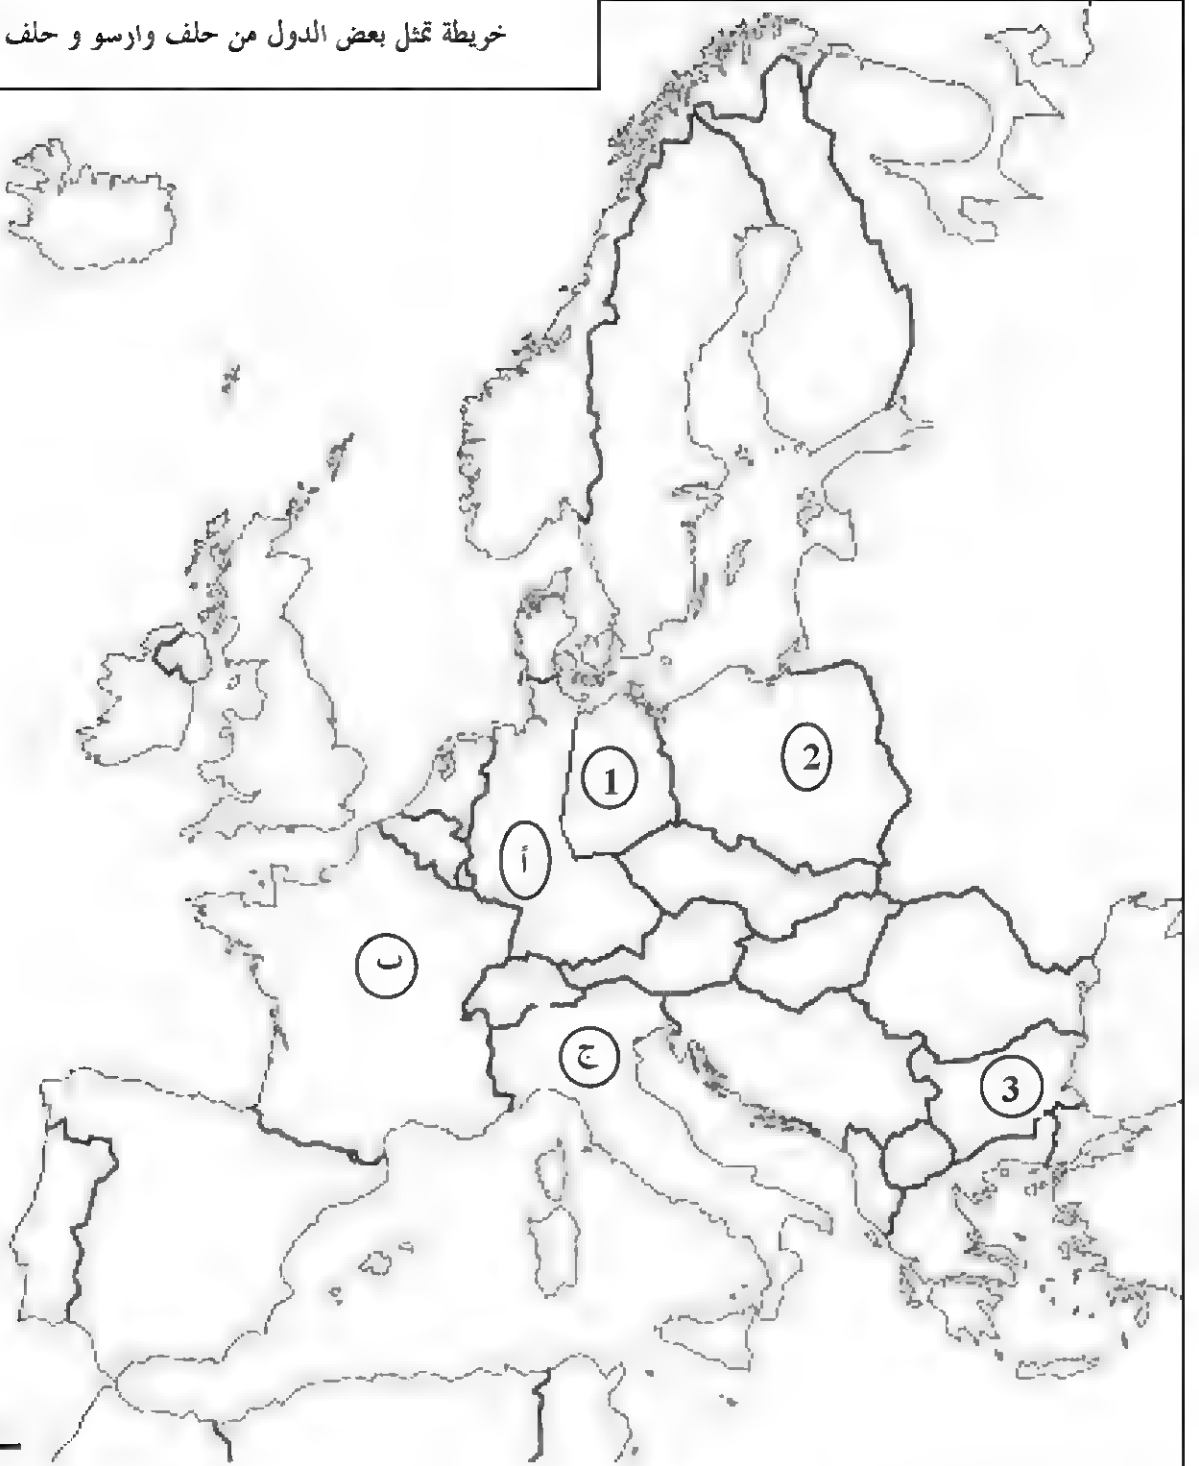 خريطة تمثل بعض الدول من حلف وارسو و حلف
1
2
أ
ب
ج
3